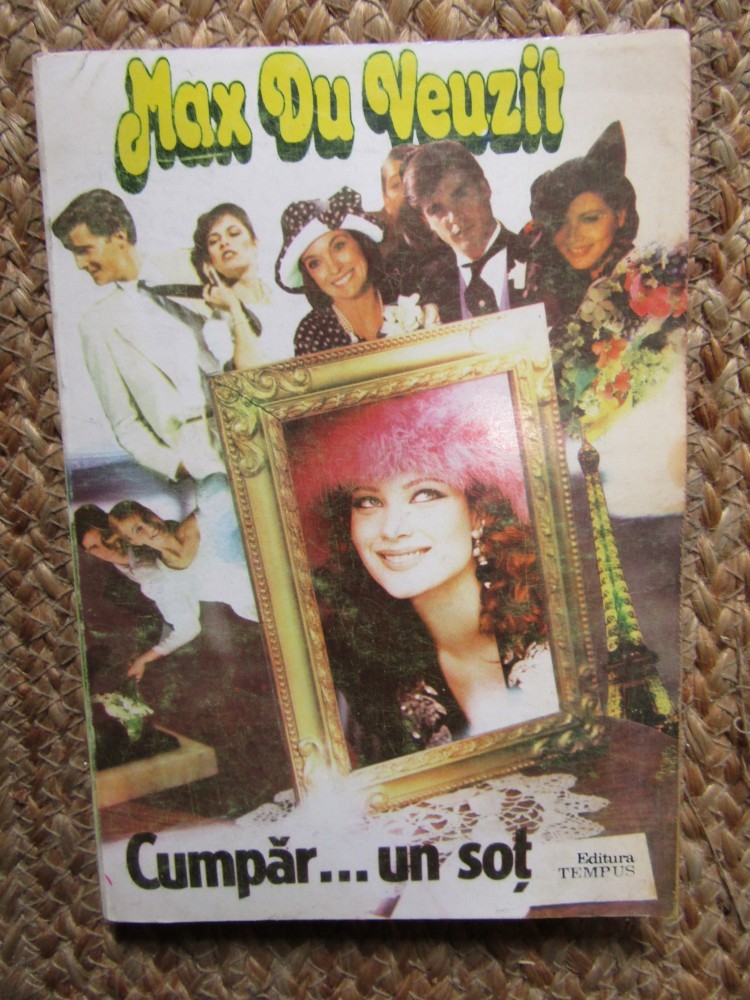 Max Du Veuzit
Cumpăr... un soț
Editura
TEMPUS